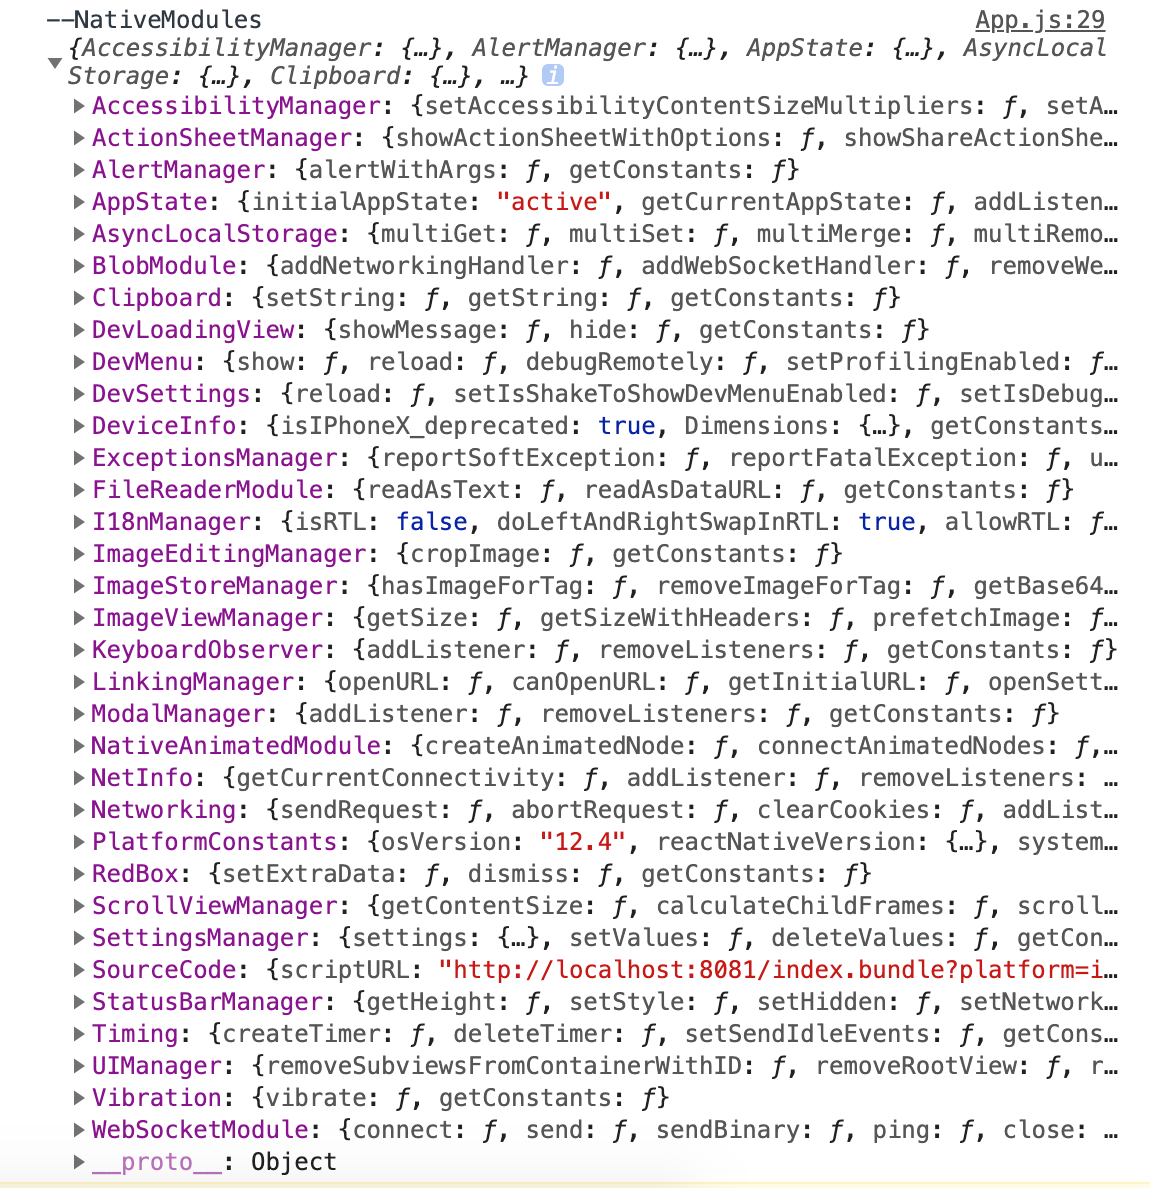 ––NativeModules App.js:29
{AccessibilityManager: {…}, AlertManager: {…}, AppState: {…}, AsyncLocal
Storage: {…}, Clipboard: {…}, …} i
AccessibilityManager: {setAccessibilityContentSizeMultipliers: ƒ, setA…
ActionSheetManager: {showActionSheetWithOptions: ƒ, showShareActionShe…
AlertManager: {alertWithArgs: ƒ, getConstants: ƒ}
AppState: {initialAppState: "active", getCurrentAppState: ƒ, addListen…
AsyncLocalStorage: {multiGet: ƒ, multiSet: ƒ, multiMerge: ƒ, multiRemo…
BlobModule: {addNetworkingHandler: ƒ, addWebSocketHandler: ƒ, removeWe…
Clipboard: {setString: ƒ, getString: ƒ, getConstants: ƒ}
DevLoadingView: {showMessage: ƒ, hide: ƒ, getConstants: ƒ}
DevMenu: {show: ƒ, reload: ƒ, debugRemotely: ƒ, setProfilingEnabled: ƒ…
DevSettings: {reload: ƒ, setIsShakeToShowDevMenuEnabled: ƒ, setIsDebug…
DeviceInfo: {isIPhoneX_deprecated: true, Dimensions: {…}, getConstants…
ExceptionsManager: {reportSoftException: ƒ, reportFatalException: ƒ, u…
FileReaderModule: {readAsText: ƒ, readAsDataURL: ƒ, getConstants: ƒ}
I18nManager: {isRTL: false, doLeftAndRightSwapInRTL: true, allowRTL: ƒ…
ImageEditingManager: {cropImage: ƒ, getConstants: ƒ}
ImageStoreManager: {hasImageForTag: ƒ, removeImageForTag: ƒ, getBase64…
ImageViewManager: {getSize: ƒ, getSizeWithHeaders: ƒ, prefetchImage: ƒ…
KeyboardObserver: {addListener: ƒ, removeListeners: ƒ, getConstants: ƒ}
LinkingManager: {openURL: ƒ, canOpenURL: ƒ, getInitialURL: ƒ, openSett…
ModalManager: {addListener: ƒ, removeListeners: ƒ, getConstants: ƒ}
NativeAnimatedModule: {createAnimatedNode: ƒ, connectAnimatedNodes: ƒ,…
NetInfo: {getCurrentConnectivity: ƒ, addListener: ƒ, removeListeners: …
Networking: {sendRequest: ƒ, abortRequest: ƒ, clearCookies: ƒ, addList…
PlatformConstants: {osVersion: "12.4", reactNativeVersion: {…}, system…
RedBox: {setExtraData: ƒ, dismiss: ƒ, getConstants: ƒ}
ScrollViewManager: {getContentSize: ƒ, calculateChildFrames: ƒ, scroll…
SettingsManager: {settings: {…}, setValues: ƒ, deleteValues: ƒ, getCon…
SourceCode: {scriptURL: "http://localhost:8081/index.bundle?platform=i…
StatusBarManager: {getHeight: ƒ, setStyle: ƒ, setHidden: ƒ, setNetwork…
Timing: {createTimer: ƒ, deleteTimer: ƒ, setSendIdleEvents: ƒ, getCons…
UIManager: {removeSubviewsFromContainerWithID: ƒ, removeRootView: ƒ, r…
Vibration: {vibrate: ƒ, getConstants: ƒ}
WebSocketModule: {connect: ƒ, send: ƒ, sendBinary: ƒ, ping: ƒ, close: …
__proto__: Object